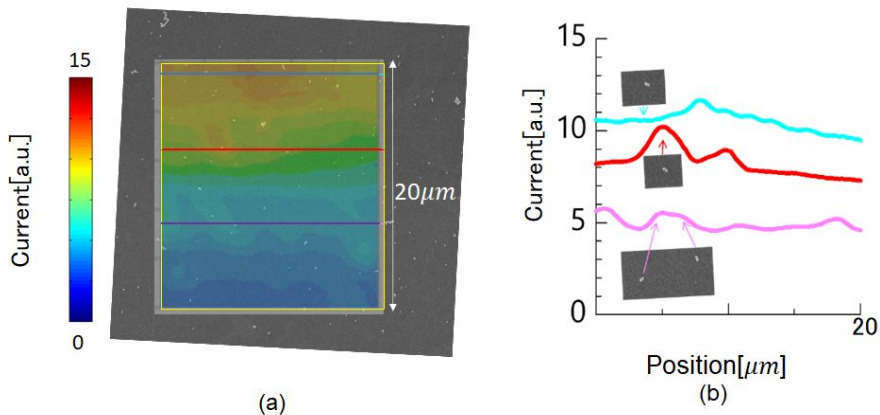 15
Current[a.u.]
0
20μm
(a)
15
10
5
0
Current[a.u.]
20
Position[μm]
(b)